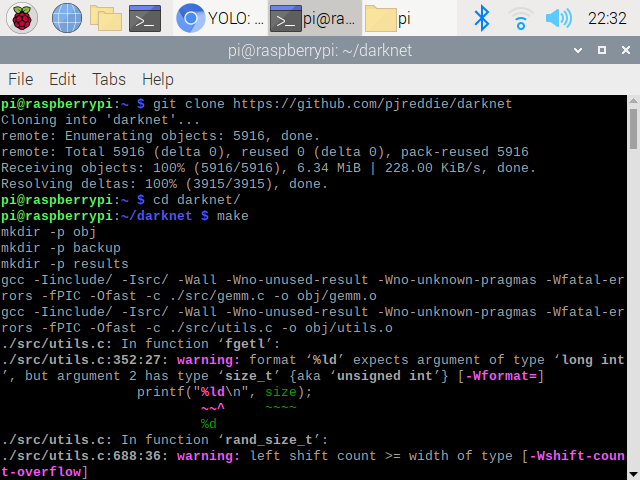 YOLO: ...
pi@ra...
pi
22:32
pi@raspberrypi: ~/darknet
File Edit Tabs Help
pi@raspberrypi:~ $ git clone https://github.com/pjreddie/darknet
Cloning into 'darknet'...
remote: Enumerating objects: 5916, done.
remote: Total 5916 (delta 0), reused 0 (delta 0), pack-reused 5916
Receiving objects: 100% (5916/5916), 6.34 MiB | 228.00 KiB/s, done.
Resolving deltas: 100% (3915/3915), done.
pi@raspberrypi:~ $ cd darknet/
pi@raspberrypi:~/darknet $ make
mkdir -p obj
mkdir -p backup
mkdir -p results
gcc -Iinclude/ -Isrc/ -Wall -Wno-unused-result -Wno-unknown-pragmas -Wfatal-er
rors -fPIC -Ofast -c ./src/gemm.c -o obj/gemm.o
gcc -Iinclude/ -Isrc/ -Wall -Wno-unused-result -Wno-unknown-pragmas -Wfatal-er
rors -fPIC -Ofast -c ./src/utils.c -o obj/utils.o
./src/utils.c: In function ‘fgetl’:
./src/utils.c:352:27: warning: format ‘%ld’ expects argument of type ‘long int
’, but argument 2 has type ‘size_t’ {aka ‘unsigned int’} [-Wformat=]
printf("%ld\n", size);
~~^ ~~~~
%d
./src/utils.c: In function ‘rand_size_t’:
./src/utils.c:688:36: warning: left shift count >= width of type [-Wshift-coun
t-overflow]